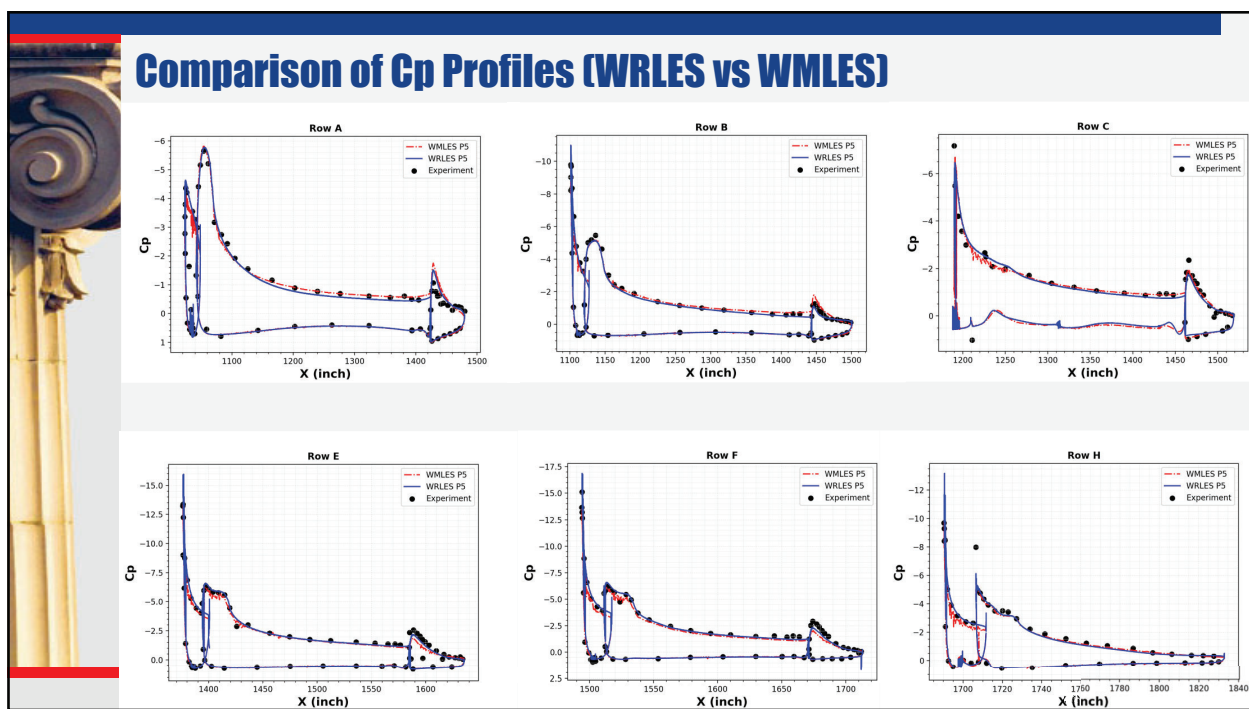 Comparison of Cp Profiles (WRLES vs WMLES)
Row A
−6
−5
−4
−3
−2
−1
0
1
Cp
WMLES P5
WRLES P5
Experiment
1100
1200
1300
1400
1500
X (inch)
Row B
−10
−8
−6
−4
−2
0
Cp
WMLES P5
WRLES P5
Experiment
1100
1150
1200
1250
1300
1350
1400
1450
1500
X (inch)
Row C
−6
−4
−2
0
Cp
WMLES P5
WRLES P5
Experiment
1200
1250
1300
1350
1400
1450
1500
X (inch)
Row E
−15.0
−12.5
−10.0
−7.5
−5.0
−2.5
0.0
Cp
WMLES P5
WRLES P5
Experiment
1400
1450
1500
1550
1600
X (inch)
Row F
−17.5
−15.0
−12.5
−10.0
−7.5
−5.0
−2.5
0.0
2.5
Cp
WMLES P5
WRLES P5
Experiment
1500
1550
1600
1650
1700
X (inch)
Row H
−12
−10
−8
−6
−4
−2
0
Cp
WMLES P5
WRLES P5
Experiment
1700
1720
1740
1760
1780
1800
1820
1840
X (inch)